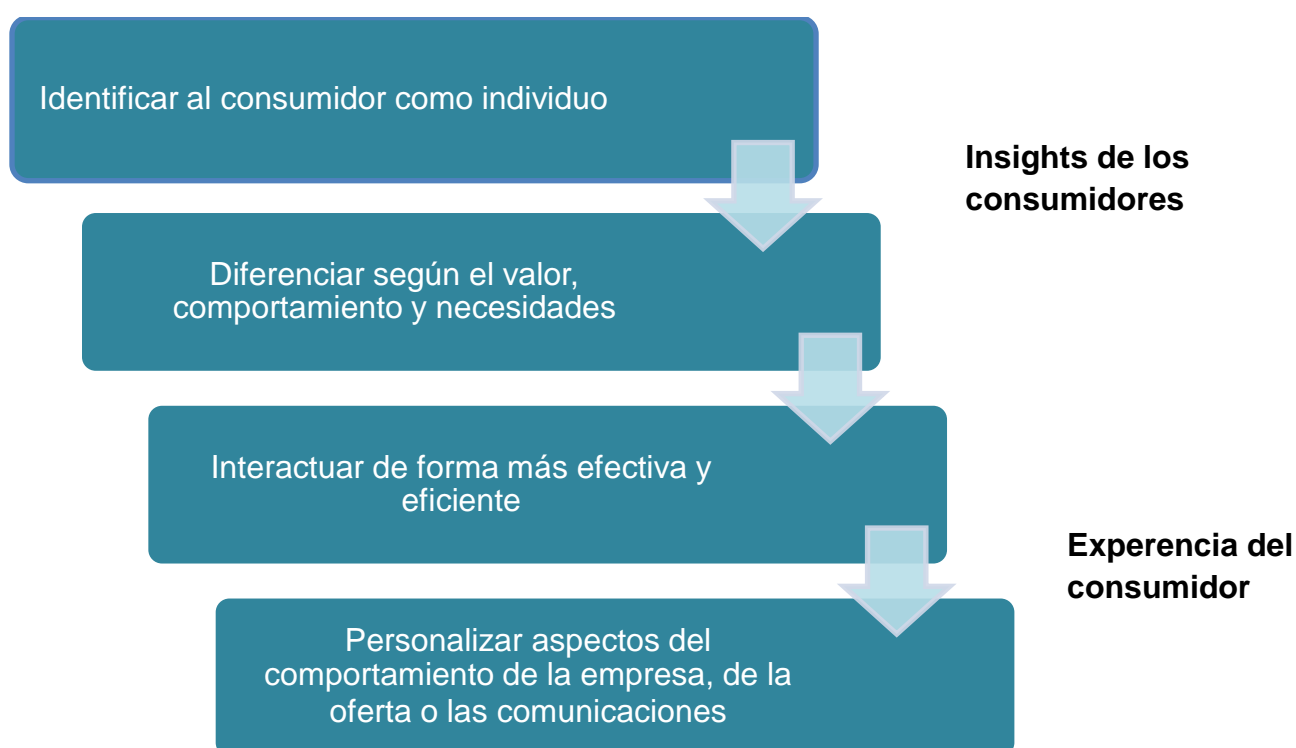 Identificar al consumidor como individuo
Insights de los
consumidores
Diferenciar según el valor,
comportamiento y necesidades
Interactuar de forma más efectiva y
eficiente
Experencia del
consumidor
Personalizar aspectos del
comportamiento de la empresa, de la
oferta o las comunicaciones